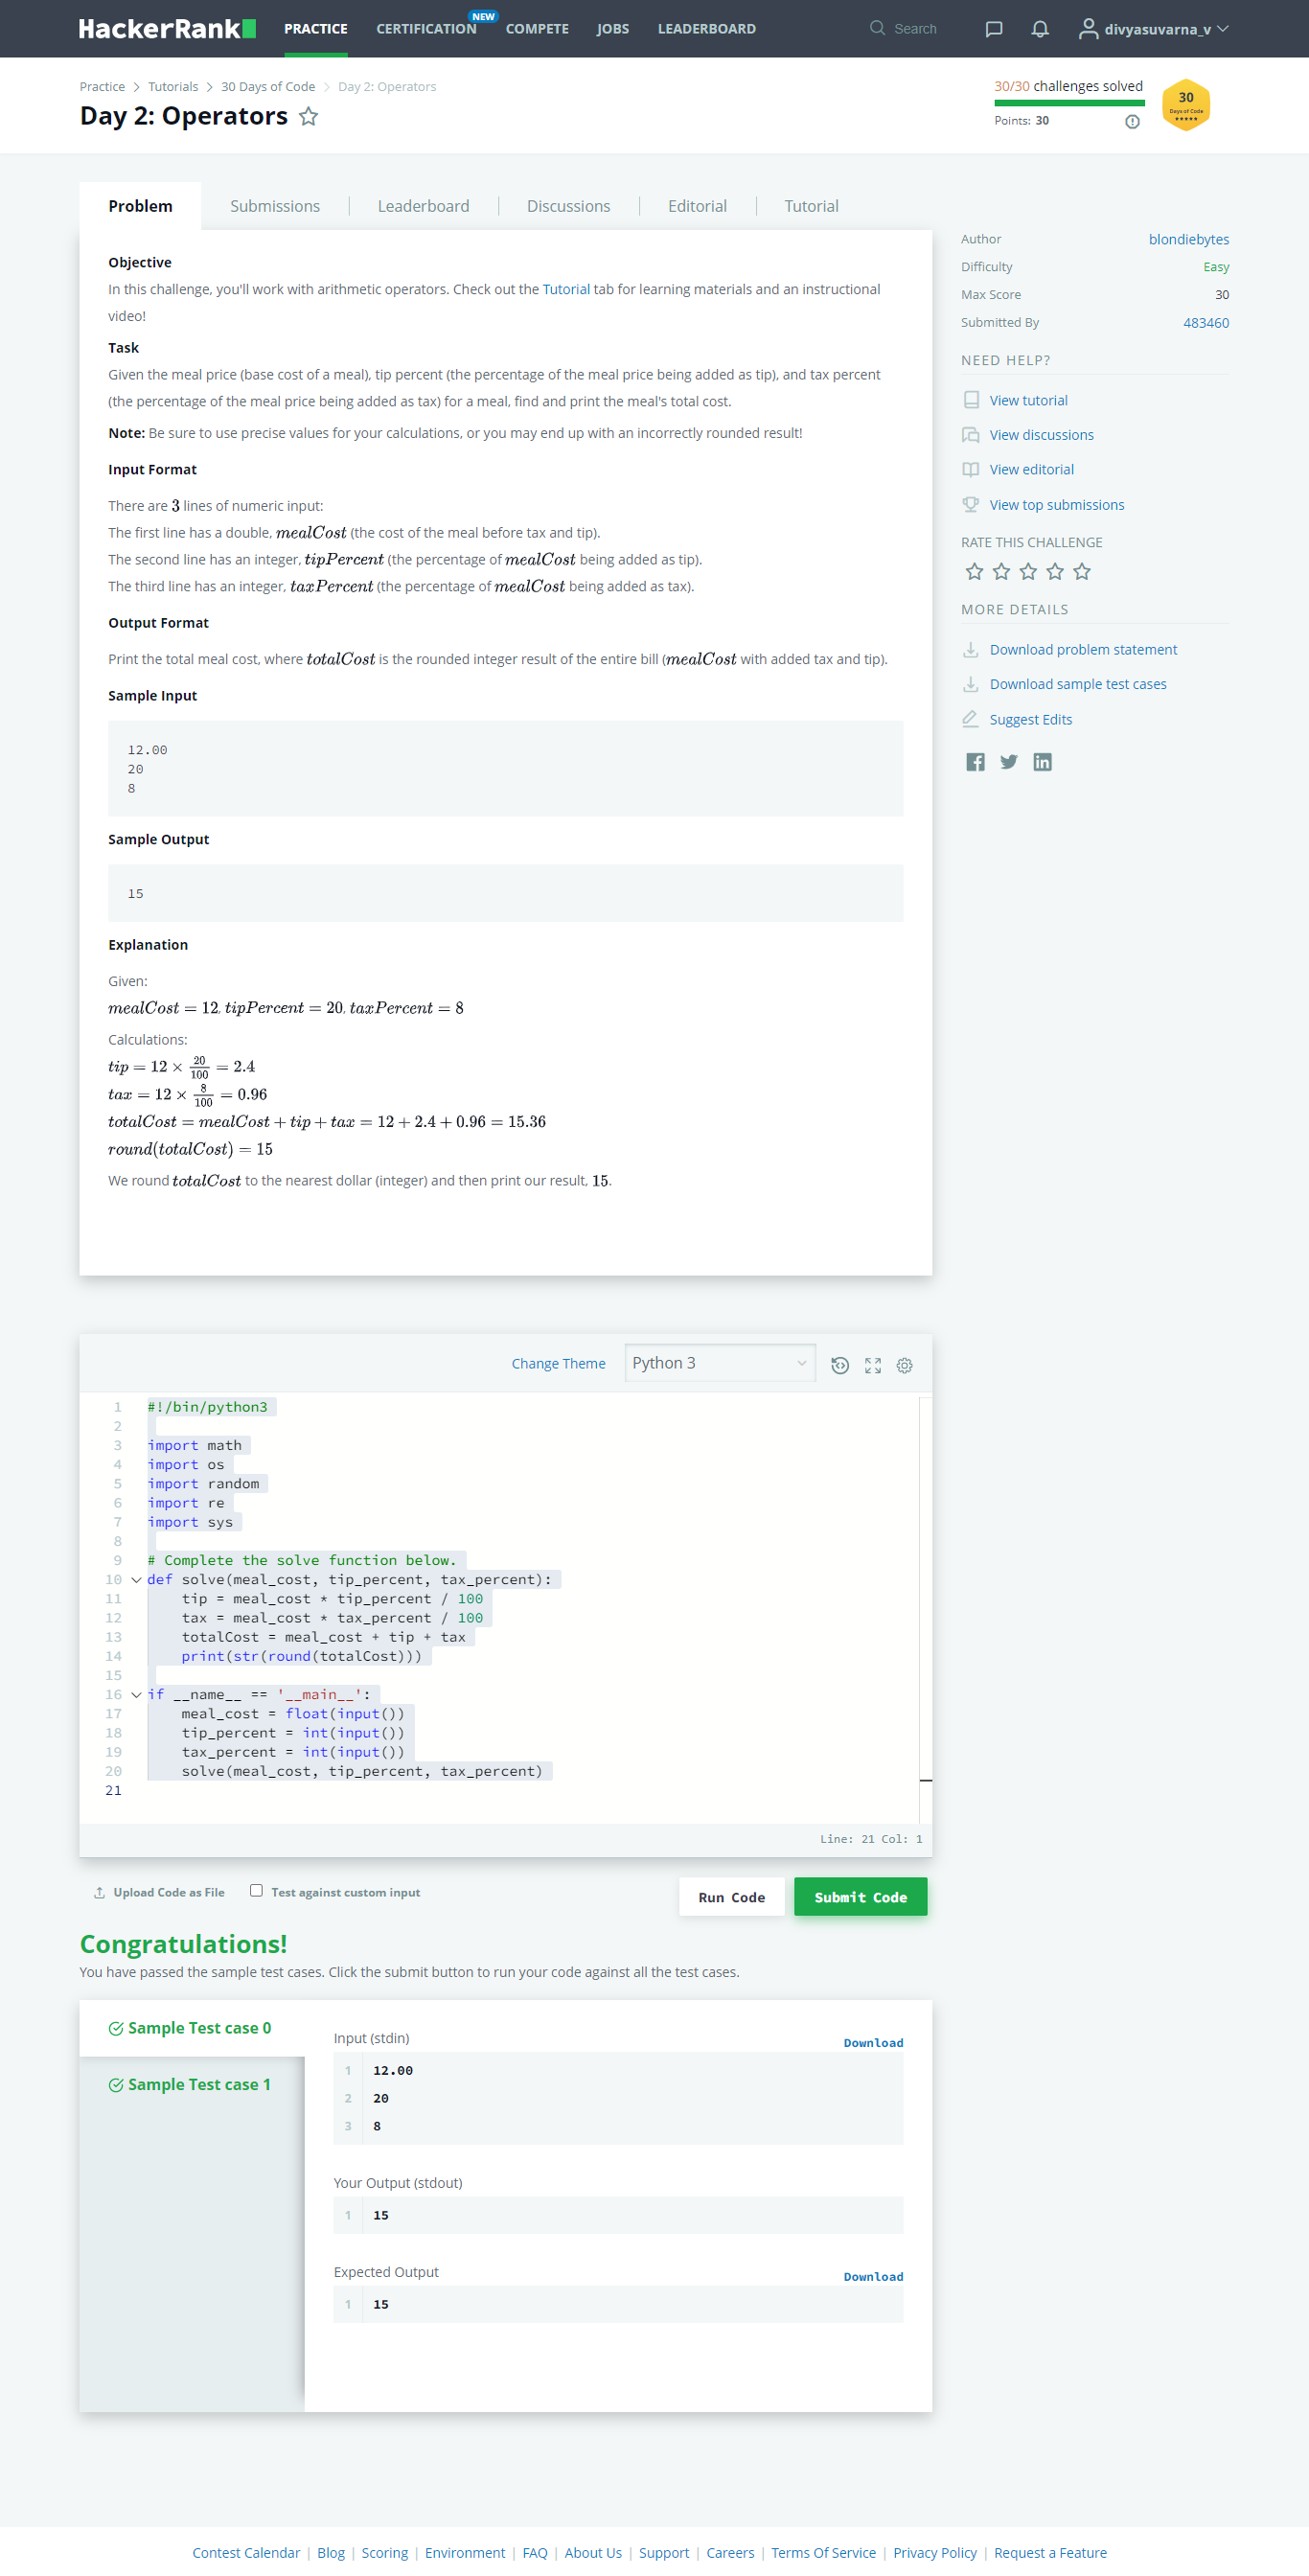 HackerRank
PRACTICE
CERTIFICATION
NEW
COMPETE
JOBS
LEADERBOARD
Search
divyasuvarna_v
Practice > Tutorials > 30 Days of Code > Day 2: Operators
Day 2: Operators
30/30 challenges solved
Points: 30
30
Days of Code
Problem
Submissions
Leaderboard
Discussions
Editorial
Tutorial
Objective
In this challenge, you'll work with arithmetic operators. Check out the Tutorial tab for learning materials and an instructional
video!
Task
Given the meal price (base cost of a meal), tip percent (the percentage of the meal price being added as tip), and tax percent
(the percentage of the meal price being added as tax) for a meal, find and print the meal's total cost.
Note: Be sure to use precise values for your calculations, or you may end up with an incorrectly rounded result!
Input Format
There are 3 lines of numeric input:
The first line has a double, mealCost (the cost of the meal before tax and tip).
The second line has an integer, tipPercent (the percentage of mealCost being added as tip).
The third line has an integer, taxPercent (the percentage of mealCost being added as tax).
Output Format
Print the total meal cost, where totalCost is the rounded integer result of the entire bill (mealCost with added tax and tip).
Sample Input
12.00
20
8
Sample Output
15
Explanation
Given:
mealCost = 12, tipPercent = 20, taxPercent = 8
Calculations:
tip = 12 × 20/100 = 2.4
tax = 12 × 8/100 = 0.96
totalCost = mealCost + tip + tax = 12 + 2.4 + 0.96 = 15.36
round(totalCost) = 15
We round totalCost to the nearest dollar (integer) and then print our result, 15.
Author blondiebytes
Difficulty Easy
Max Score 30
Submitted By 483460
NEED HELP?
View tutorial
View discussions
View editorial
View top submissions
RATE THIS CHALLENGE
MORE DETAILS
Download problem statement
Download sample test cases
Suggest Edits
Change Theme
Python 3
1 #!/bin/python3
2
3 import math
4 import os
5 import random
6 import re
7 import sys
8
9 # Complete the solve function below.
10 def solve(meal_cost, tip_percent, tax_percent):
11     tip = meal_cost * tip_percent / 100
12     tax = meal_cost * tax_percent / 100
13     totalCost = meal_cost + tip + tax
14     print(str(round(totalCost)))
15
16 if __name__ == '__main__':
17     meal_cost = float(input())
18     tip_percent = int(input())
19     tax_percent = int(input())
20     solve(meal_cost, tip_percent, tax_percent)
21
Line: 21 Col: 1
Upload Code as File
Test against custom input
Run Code
Submit Code
Congratulations!
You have passed the sample test cases. Click the submit button to run your code against all the test cases.
Sample Test case 0
Sample Test case 1
Input (stdin)
Download
1 12.00
2 20
3 8
Your Output (stdout)
1 15
Expected Output
Download
1 15
Contest Calendar | Blog | Scoring | Environment | FAQ | About Us | Support | Careers | Terms Of Service | Privacy Policy | Request a Feature